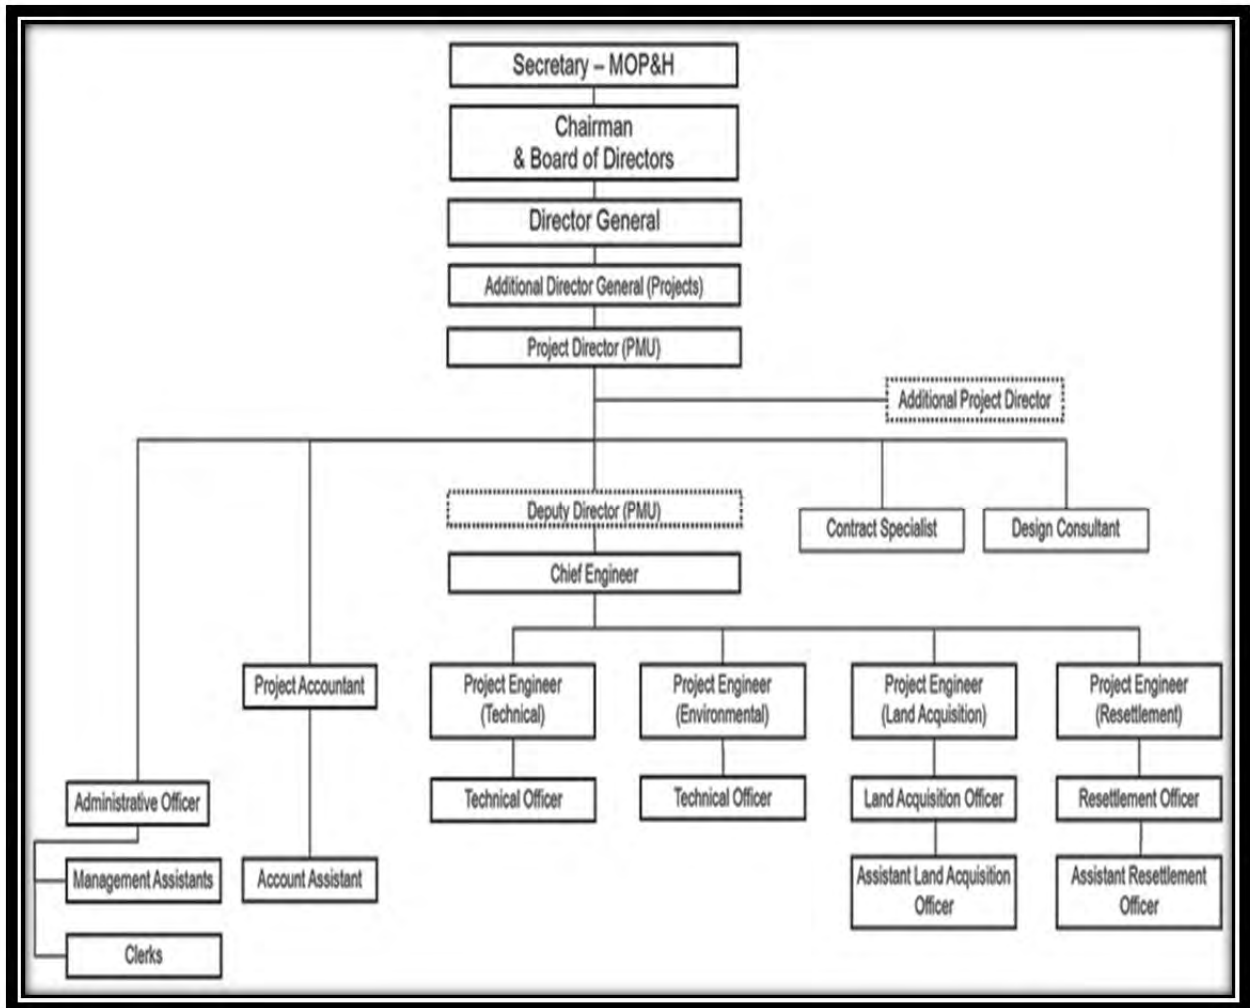 Secretary – MOP&H
Chairman
& Board of Directors
Director General
Additional Director General (Projects)
Project Director (PMU)
Additional Project Director
Deputy Director (PMU)
Contract Specialist
Design Consultant
Chief Engineer
Project Accountant
Project Engineer
(Technical)
Project Engineer
(Environmental)
Project Engineer
(Land Acquisition)
Project Engineer
(Resettlement)
Administrative Officer
Technical Officer
Technical Officer
Land Acquisition Officer
Resettlement Officer
Management Assistants
Account Assistant
Assistant Land Acquisition
Officer
Assistant Resettlement
Officer
Clerks